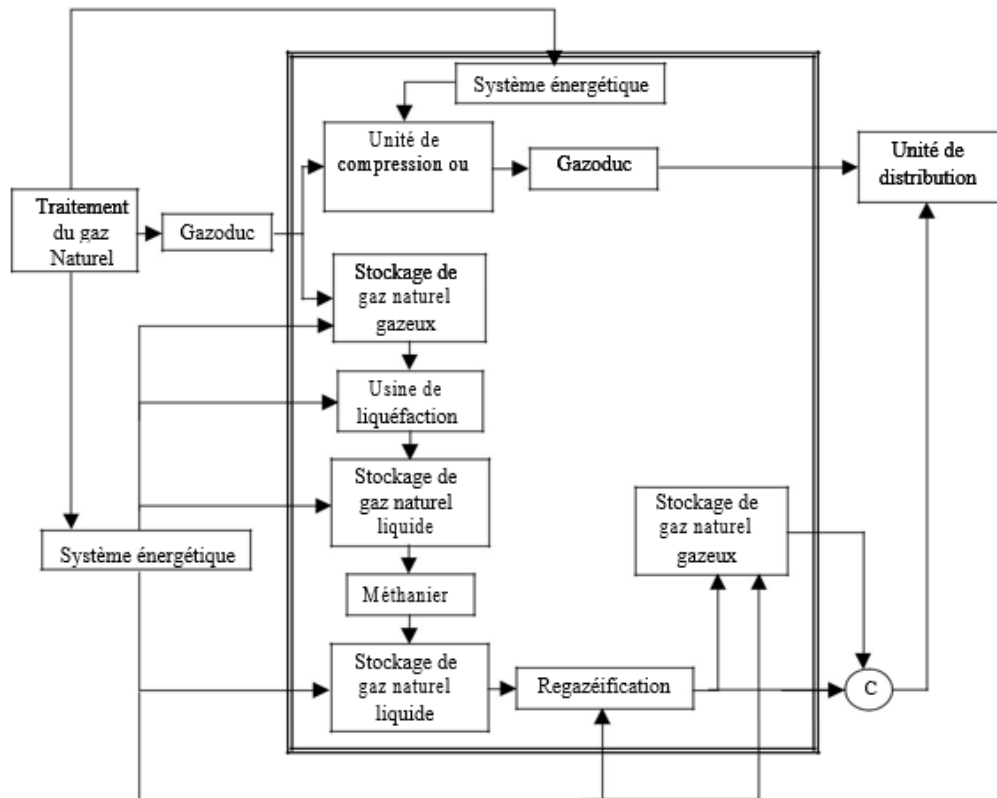 Système énergétique
Unité de
compression ou
Gazoduc
Unité de
distribution
Traitement
du gaz
Naturel
Gazoduc
Stockage de
gaz naturel
gazeux
Usine de
liquéfaction
Stockage de
gaz naturel
liquide
Stockage de
gaz naturel
gazeux
Système énergétique
Méthanier
Stockage de
gaz naturel
liquide
Regazéification
C